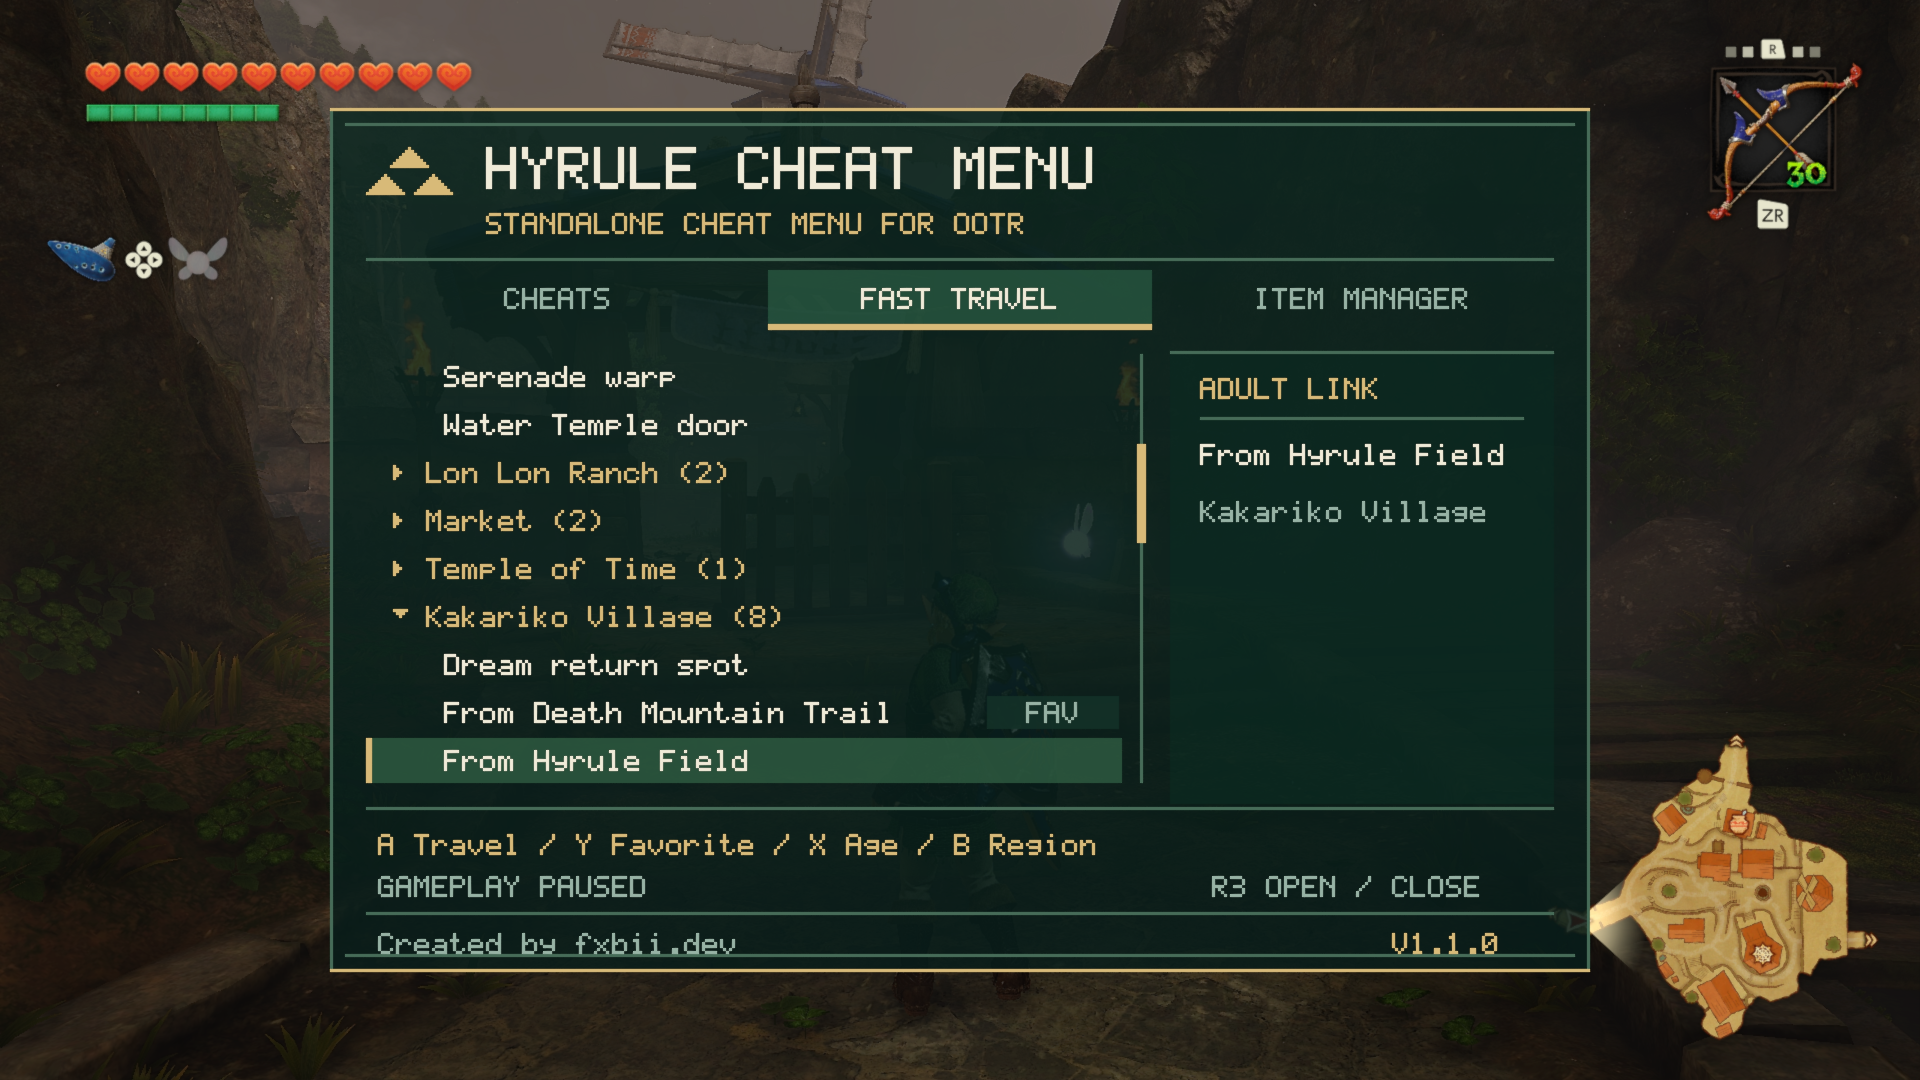 R
HYRULE CHEAT MENU
STANDALONE CHEAT MENU FOR OOTR
30
ZR
CHEATS
FAST TRAVEL
ITEM MANAGER
Serenade warp
Water Temple door
Lon Lon Ranch (2)
Market (2)
Temple of Time (1)
Kakariko Village (8)
Dream return spot
From Death Mountain Trail FAV
From Hyrule Field
ADULT LINK
From Hyrule Field
Kakariko Village
A Travel / Y Favorite / X Age / B Region
GAMEPLAY PAUSED
R3 OPEN / CLOSE
Created by fxbii.dev
V1.1.0